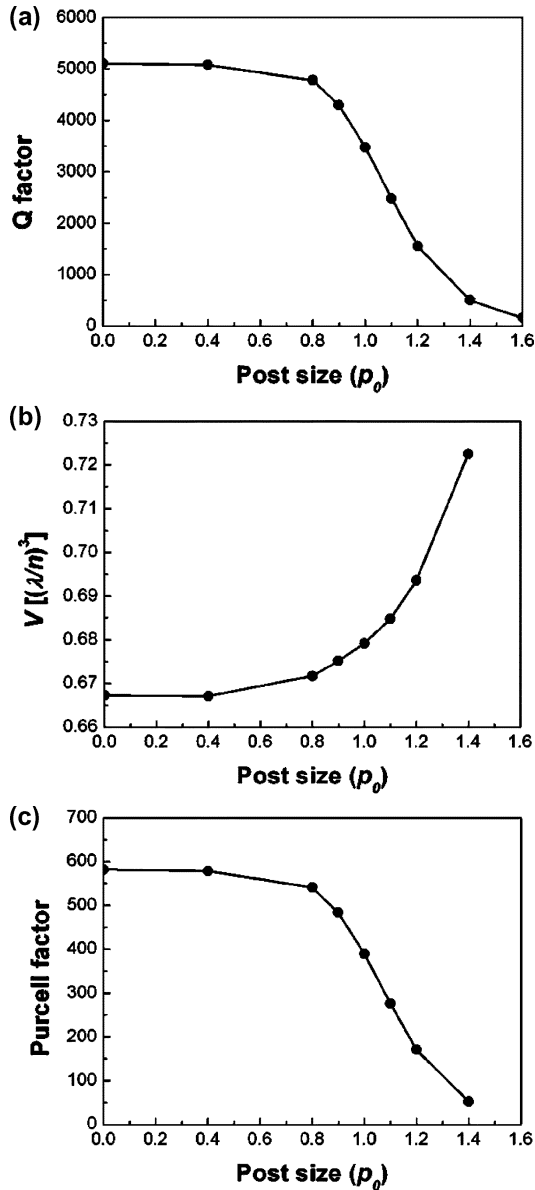 (a)
6000
5000
4000
3000
2000
1000
0
Q factor
0.0 0.2 0.4 0.6 0.8 1.0 1.2 1.4 1.6
Post size (p0)
(b)
0.73
0.72
0.71
0.70
0.69
0.68
0.67
0.66
V [(λ/n)^3]
0.0 0.2 0.4 0.6 0.8 1.0 1.2 1.4 1.6
Post size (p0)
(c)
700
600
500
400
300
200
100
0
Purcell factor
0.0 0.2 0.4 0.6 0.8 1.0 1.2 1.4 1.6
Post size (p0)